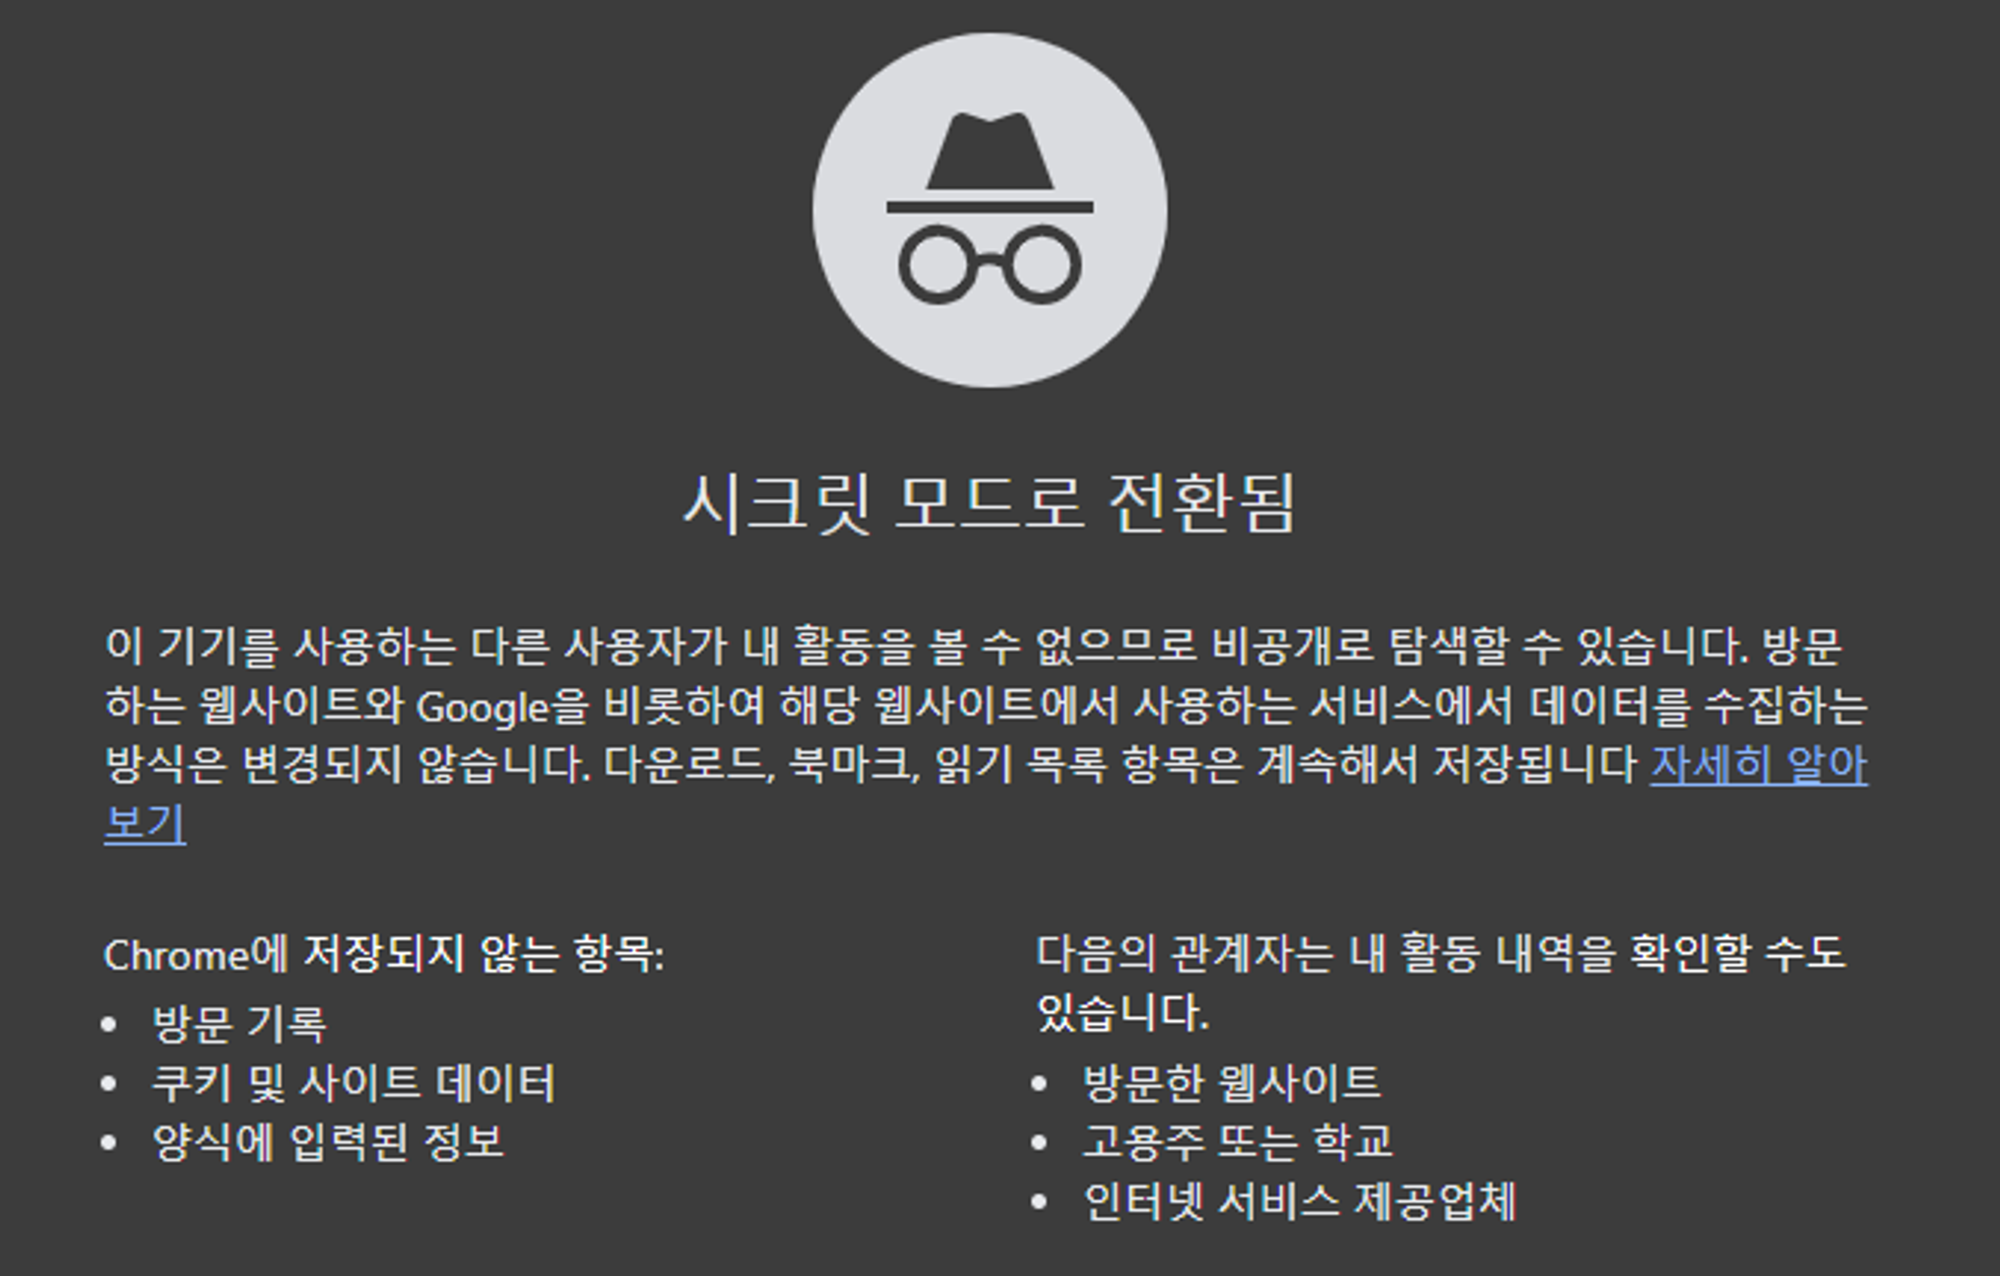 시크릿 모드로 전환됨
이 기기를 사용하는 다른 사용자가 내 활동을 볼 수 없으므로 비공개로 탐색할 수 있습니다. 방문
하는 웹사이트와 Google을 비롯하여 해당 웹사이트에서 사용하는 서비스에서 데이터를 수집하는
방식은 변경되지 않습니다. 다운로드, 북마크, 읽기 목록 항목은 계속해서 저장됩니다 자세히 알아
보기
Chrome에 저장되지 않는 항목:
• 방문 기록
• 쿠키 및 사이트 데이터
• 양식에 입력된 정보
다음의 관계자는 내 활동 내역을 확인할 수도
있습니다.
• 방문한 웹사이트
• 고용주 또는 학교
• 인터넷 서비스 제공업체